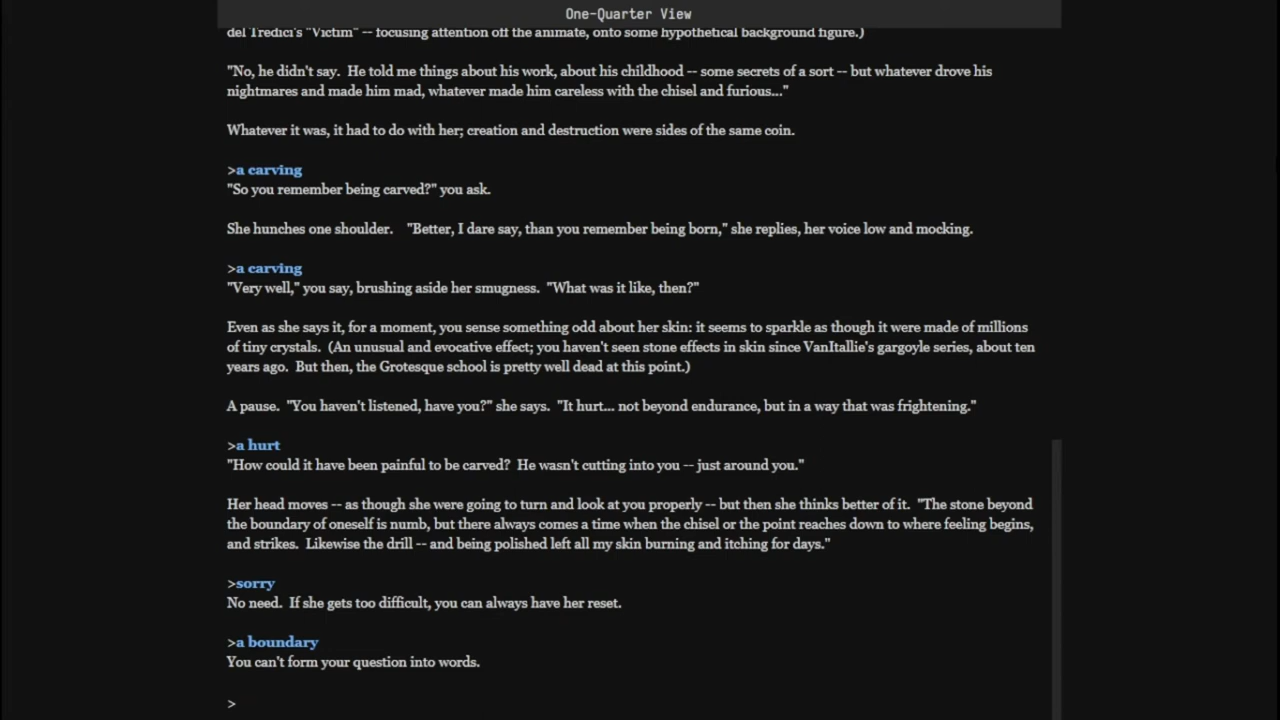 One-Quarter View
del Tredici's "Victim" -- focusing attention off the animate, onto some hypothetical background figure.)
"No, he didn't say.  He told me things about his work, about his childhood -- some secrets of a sort -- but whatever drove his
nightmares and made him mad, whatever made him careless with the chisel and furious..."
Whatever it was, it had to do with her; creation and destruction were sides of the same coin.
>a carving
"So you remember being carved?" you ask.
She hunches one shoulder.   "Better, I dare say, than you remember being born," she replies, her voice low and mocking.
>a carving
"Very well," you say, brushing aside her smugness.  "What was it like, then?"
Even as she says it, for a moment, you sense something odd about her skin: it seems to sparkle as though it were made of millions
of tiny crystals.  (An unusual and evocative effect; you haven't seen stone effects in skin since VanItallie's gargoyle series, about ten
years ago.  But then, the Grotesque school is pretty well dead at this point.)
A pause.  "You haven't listened, have you?" she says.  "It hurt... not beyond endurance, but in a way that was frightening."
>a hurt
"How could it have been painful to be carved?  He wasn't cutting into you -- just around you."
Her head moves -- as though she were going to turn and look at you properly -- but then she thinks better of it.  "The stone beyond
the boundary of oneself is numb, but there always comes a time when the chisel or the point reaches down to where feeling begins,
and strikes.  Likewise the drill -- and being polished left all my skin burning and itching for days."
>sorry
No need.  If she gets too difficult, you can always have her reset.
>a boundary
You can't form your question into words.
>